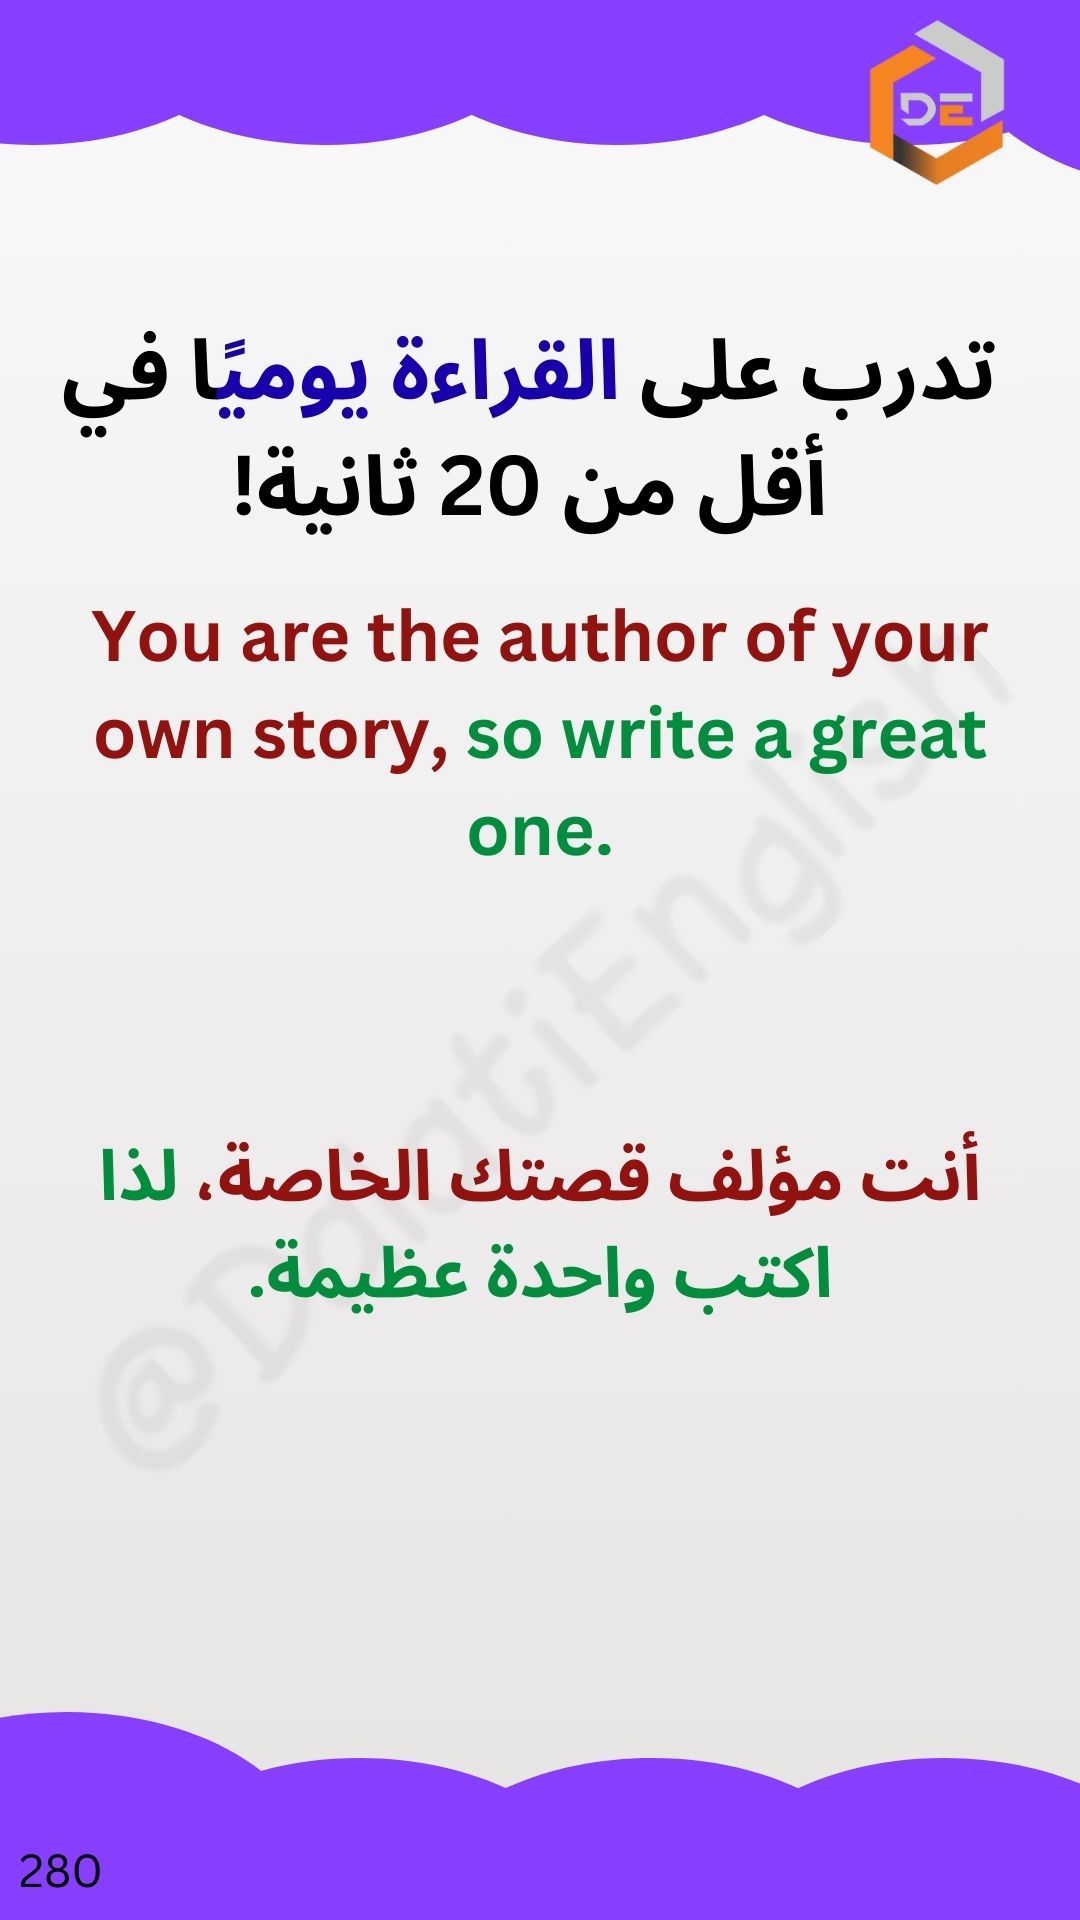 DE
تدرب على القراءة يوميًا في
أقل من 20 ثانية!
You are the author of your
own story, so write a great
one.
أنت مؤلف قصتك الخاصة، لذا
اكتب واحدة عظيمة.
@DalatiEnglish
280